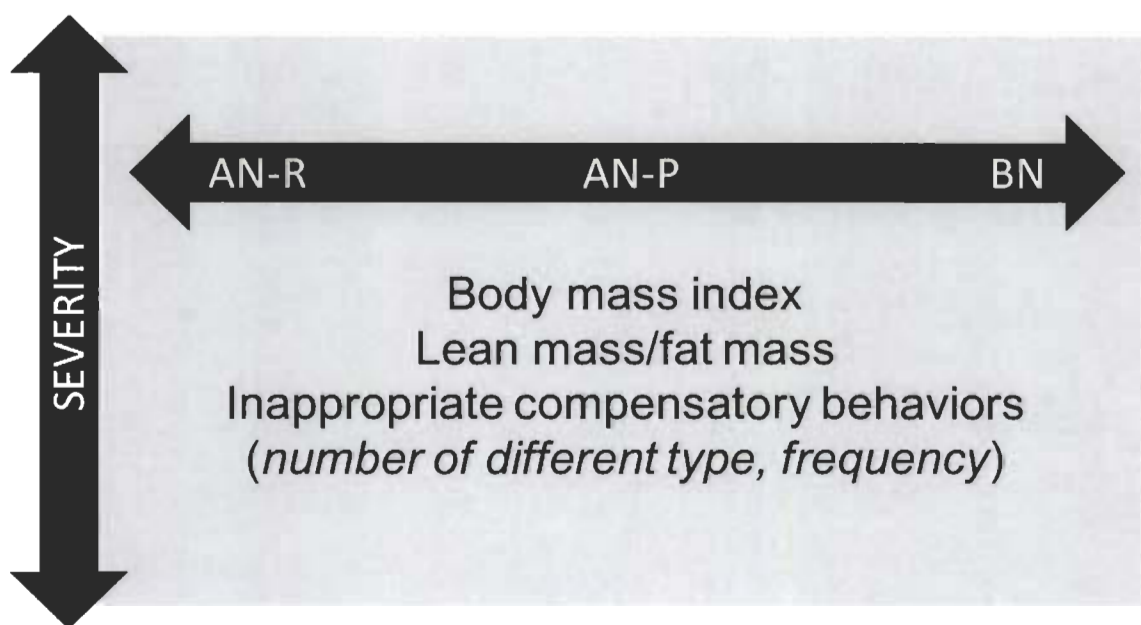 SEVERITY
AN-R AN-P BN
Body mass index
Lean mass/fat mass
Inappropriate compensatory behaviors
(number of different type, frequency)